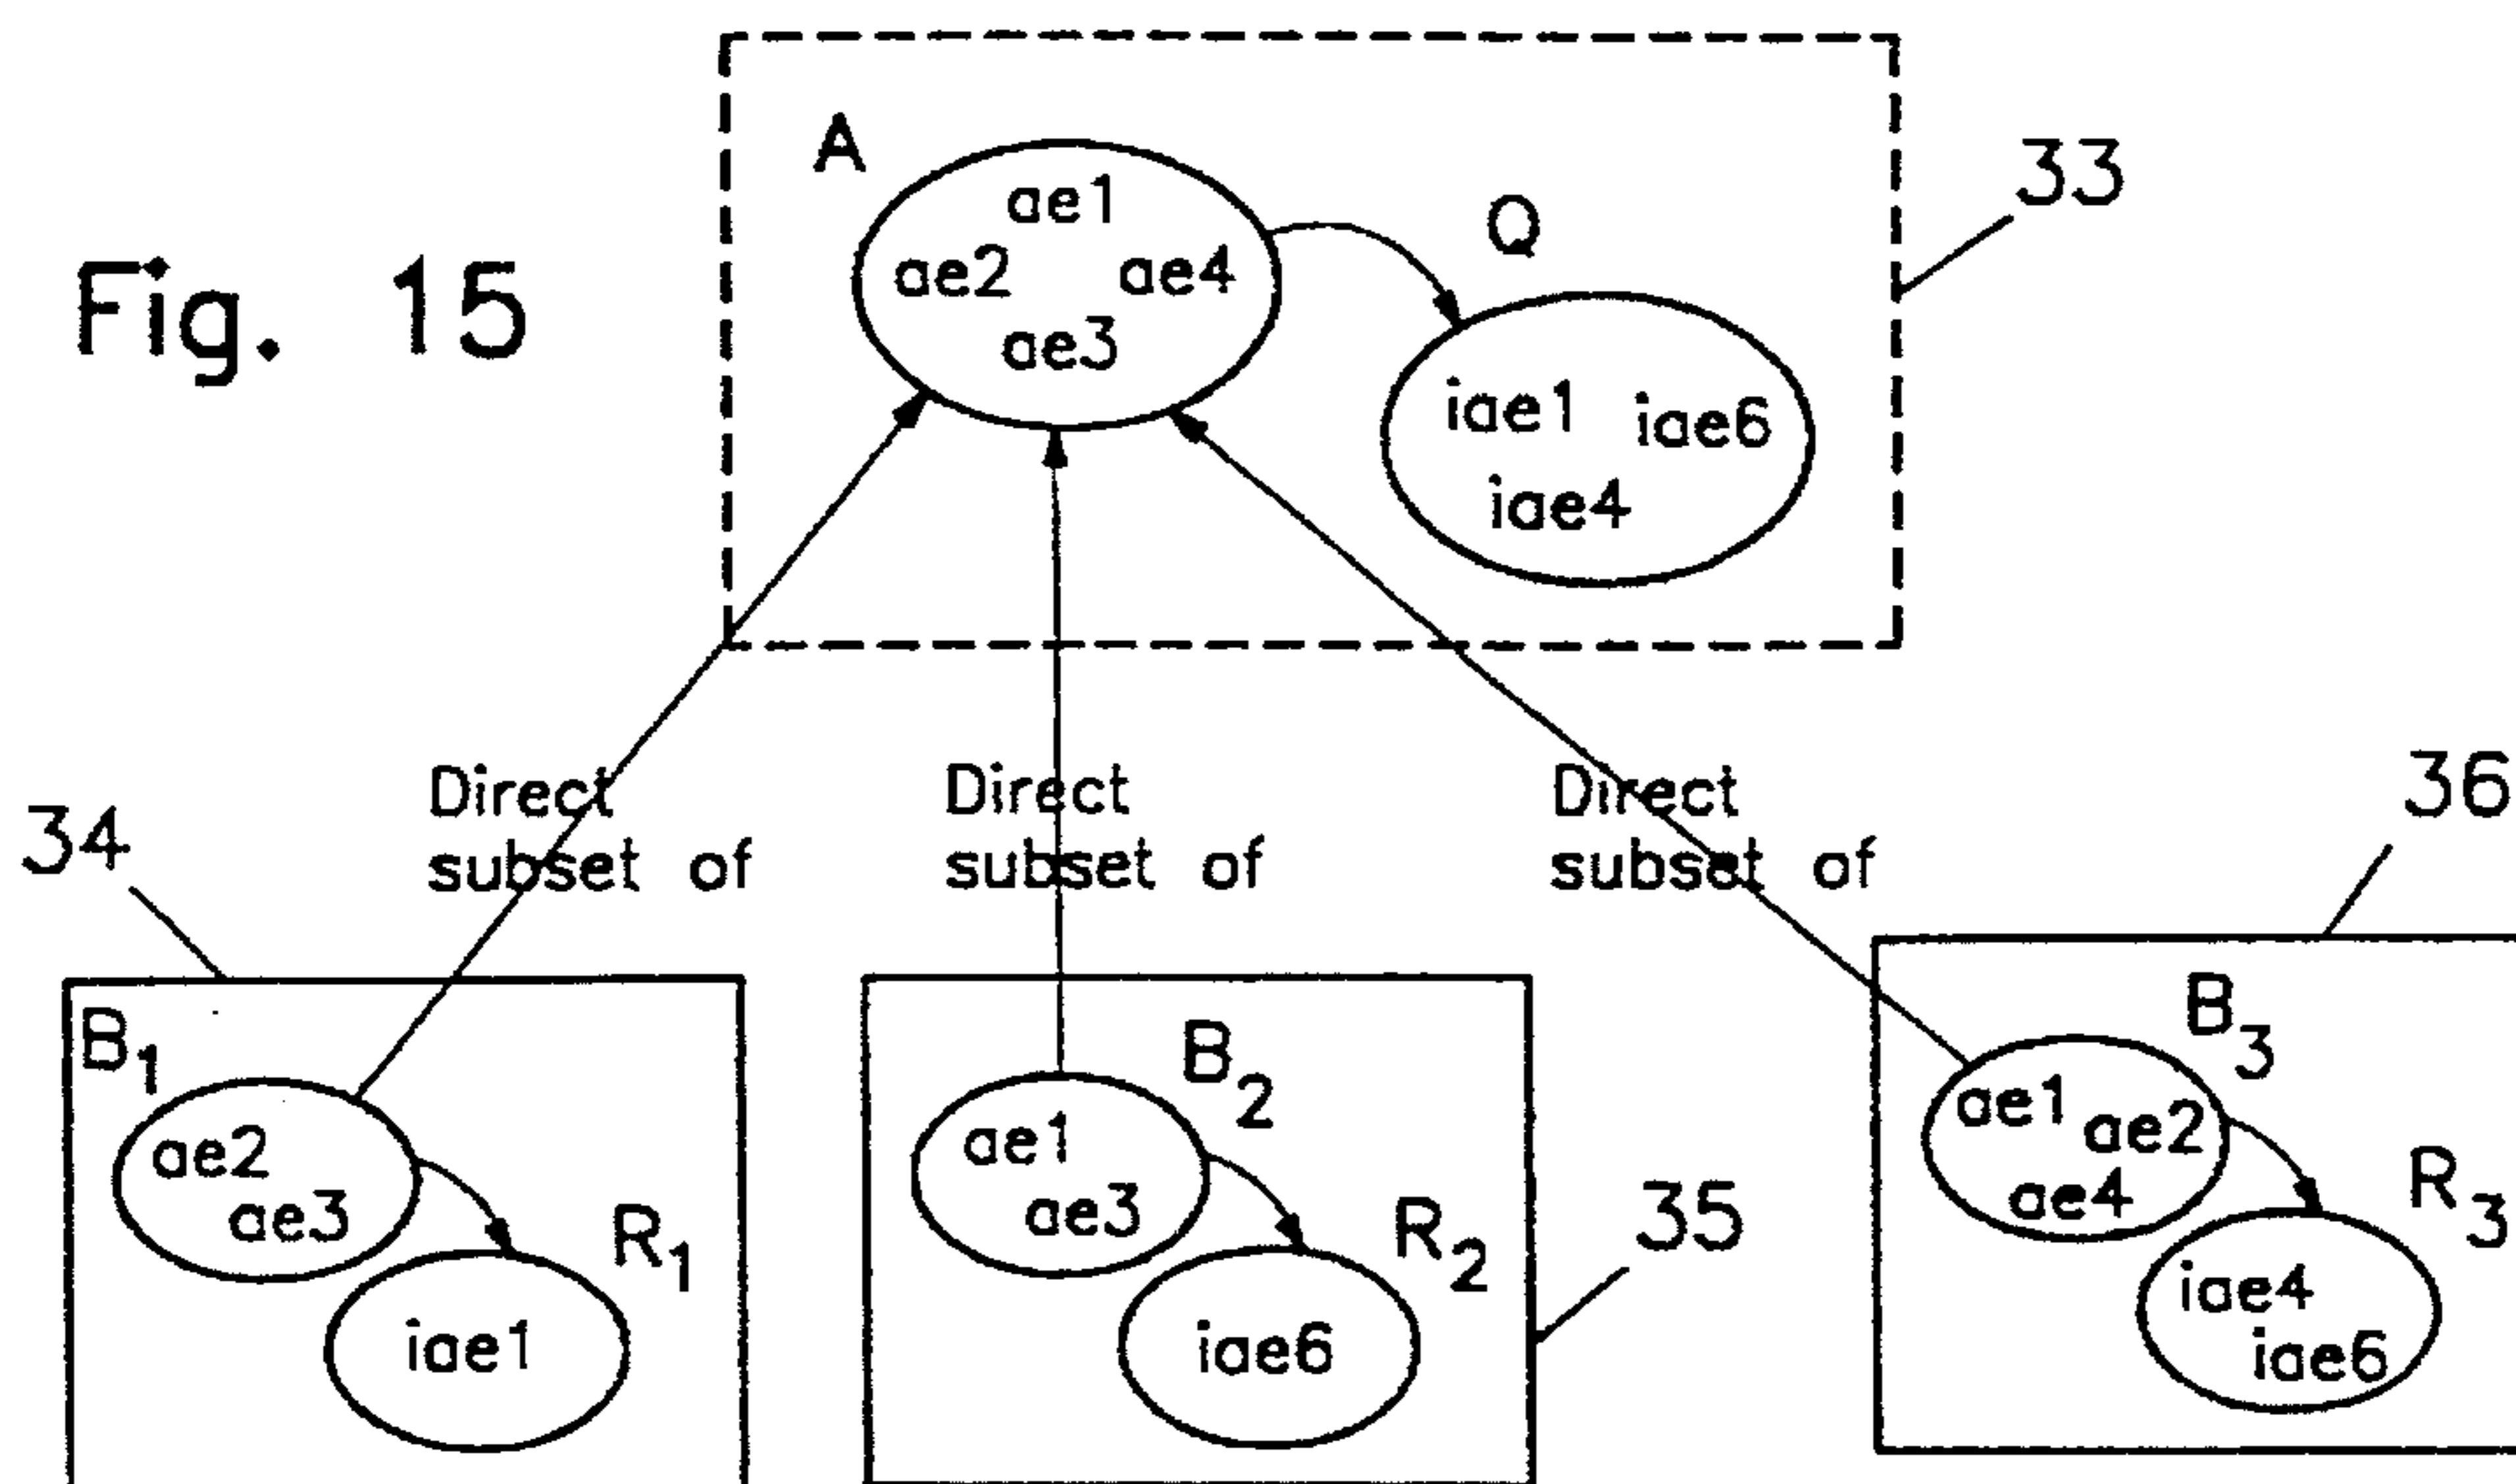 Fig. 15
A
ae1
ae2 ae4
ae3
Q
iae1 iae6
iae4
33
Direct
subset of
Direct
subset of
Direct
subset of
34
B1
ae2
ae3
R1
iae1
B2
ae1
ae3
R2
iae6
35
36
B3
ae1 ae2
ae4
R3
iae4
iae6